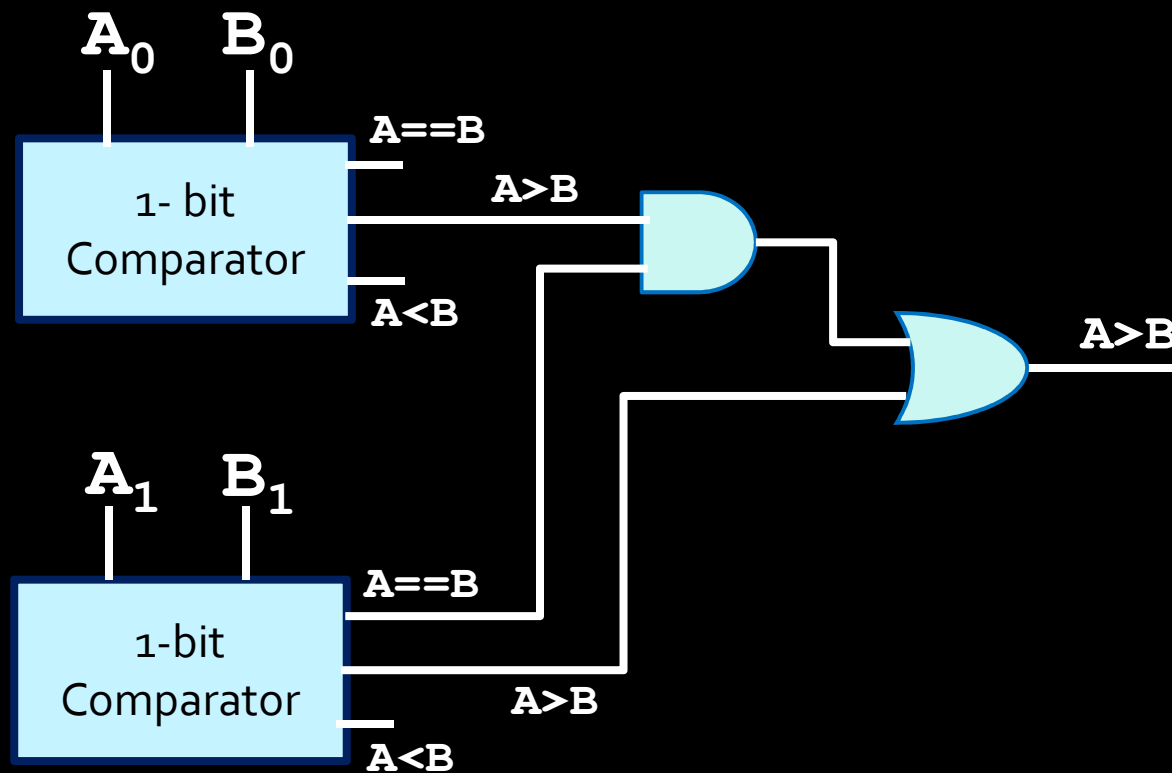 A0 B0
A==B
1- bit
Comparator
A>B
A<B
A>B
A1 B1
A==B
1-bit
Comparator
A>B
A<B